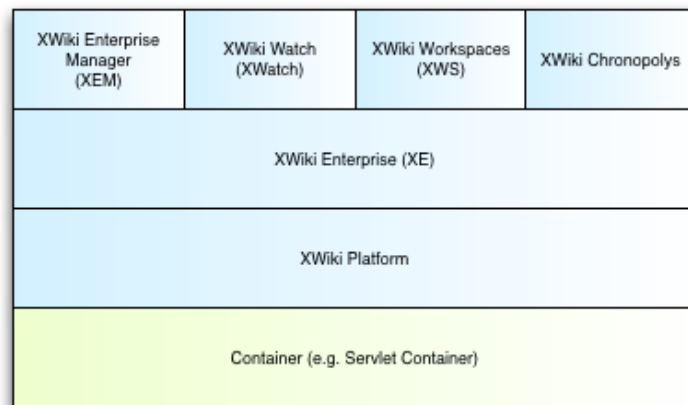 XWiki Enterprise
Manager
(XEM)
XWiki Watch
(XWatch)
XWiki Workspaces
(XWS)
XWiki Chronopolys
XWiki Enterprise (XE)
XWiki Platform
Container (e.g. Servlet Container)